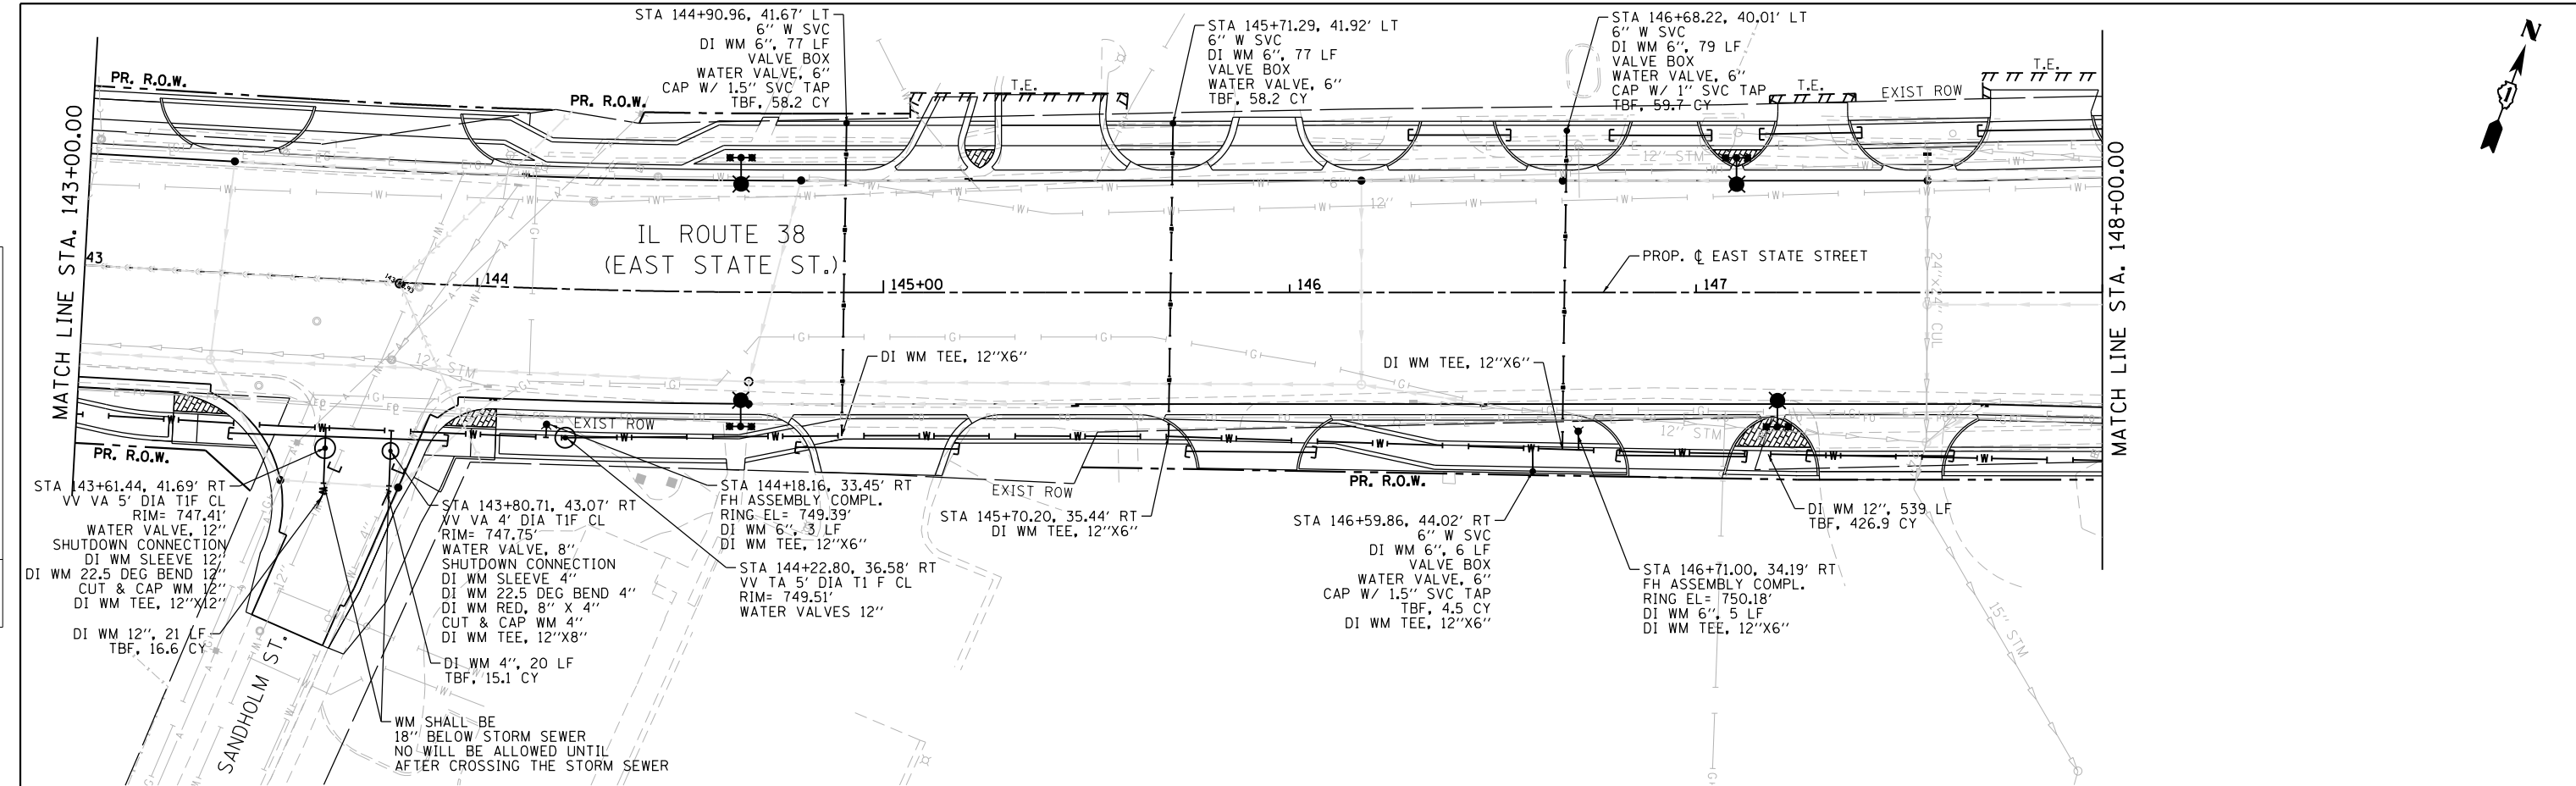 STA 144+90.96, 41.67' LT
6" W SVC
DI WM 6", 77 LF
VALVE BOX
WATER VALVE, 6"
CAP W/ 1.5" SVC TAP
TBF, 58.2 CY
STA 145+71.29, 41.92' LT
6" W SVC
DI WM 6", 77 LF
VALVE BOX
WATER VALVE, 6"
TBF, 58.2 CY
STA 146+68.22, 40.01' LT
6" W SVC
DI WM 6", 79 LF
VALVE BOX
WATER VALVE, 6"
CAP W/ 1" SVC TAP
TBF, 59.7 CY
N
PR. R.O.W.
PR. R.O.W.
T.E.
T.E.
EXIST ROW
T.E.
MATCH LINE STA. 143+00.00
MATCH LINE STA. 148+00.00
12" STM
12"
IL ROUTE 38
(EAST STATE ST.)
PROP. ℄ EAST STATE STREET
43
144
145+00
146
147
12" STM
DI WM TEE, 12"X6"
DI WM TEE, 12"X6"
EXIST ROW
12" STM
PR. R.O.W.
EXIST ROW
PR. R.O.W.
STA 143+61.44, 41.69' RT
VV VA 5' DIA T1F CL
RIM= 747.41'
WATER VALVE, 12"
SHUTDOWN CONNECTION
DI WM SLEEVE 12"
DI WM 22.5 DEG BEND 12"
CUT & CAP WM 12"
DI WM TEE, 12"X12"
DI WM 12", 21 LF
TBF, 16.6 CY
STA 143+80.71, 43.07' RT
VV VA 4' DIA T1F CL
RIM= 747.75'
WATER VALVE, 8"
SHUTDOWN CONNECTION
DI WM SLEEVE 4"
DI WM 22.5 DEG BEND 4"
DI WM RED, 8" X 4"
CUT & CAP WM 4"
DI WM TEE, 12"X8"
DI WM 4", 20 LF
TBF, 15.1 CY
STA 144+18.16, 33.45' RT
FH ASSEMBLY COMPL.
RING EL= 749.39'
DI WM 6", 3 LF
DI WM TEE, 12"X6"
STA 144+22.80, 36.58' RT
VV TA 5' DIA T1 F CL
RIM= 749.51'
WATER VALVES 12"
STA 145+70.20, 35.44' RT
DI WM TEE, 12"X6"
STA 146+59.86, 44.02' RT
6" W SVC
DI WM 6", 6 LF
VALVE BOX
WATER VALVE, 6"
CAP W/ 1.5" SVC TAP
TBF, 4.5 CY
DI WM TEE, 12"X6"
STA 146+71.00, 34.19' RT
FH ASSEMBLY COMPL.
RING EL= 750.18'
DI WM 6", 5 LF
DI WM TEE, 12"X6"
DI WM 12", 539 LF
TBF, 426.9 CY
15" STM
SANDHOLM ST.
12"
4"
WM SHALL BE
18" BELOW STORM SEWER
NO WILL BE ALLOWED UNTIL
AFTER CROSSING THE STORM SEWER